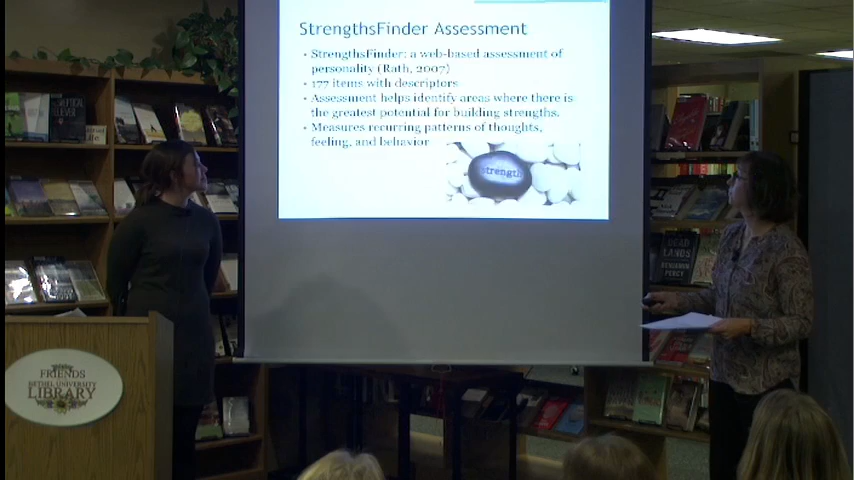 StrengthsFinder Assessment
• StrengthsFinder: a web-based assessment of
personality (Rath, 2007)
• 177 items with descriptors
• Assessment helps identify areas where there is
the greatest potential for building strengths.
• Measures recurring patterns of thoughts,
feeling, and behavior
Strength
DEAD
LANDS
BENJAMIN
PERCY
FRIENDS
BETHEL UNIVERSITY
LIBRARY